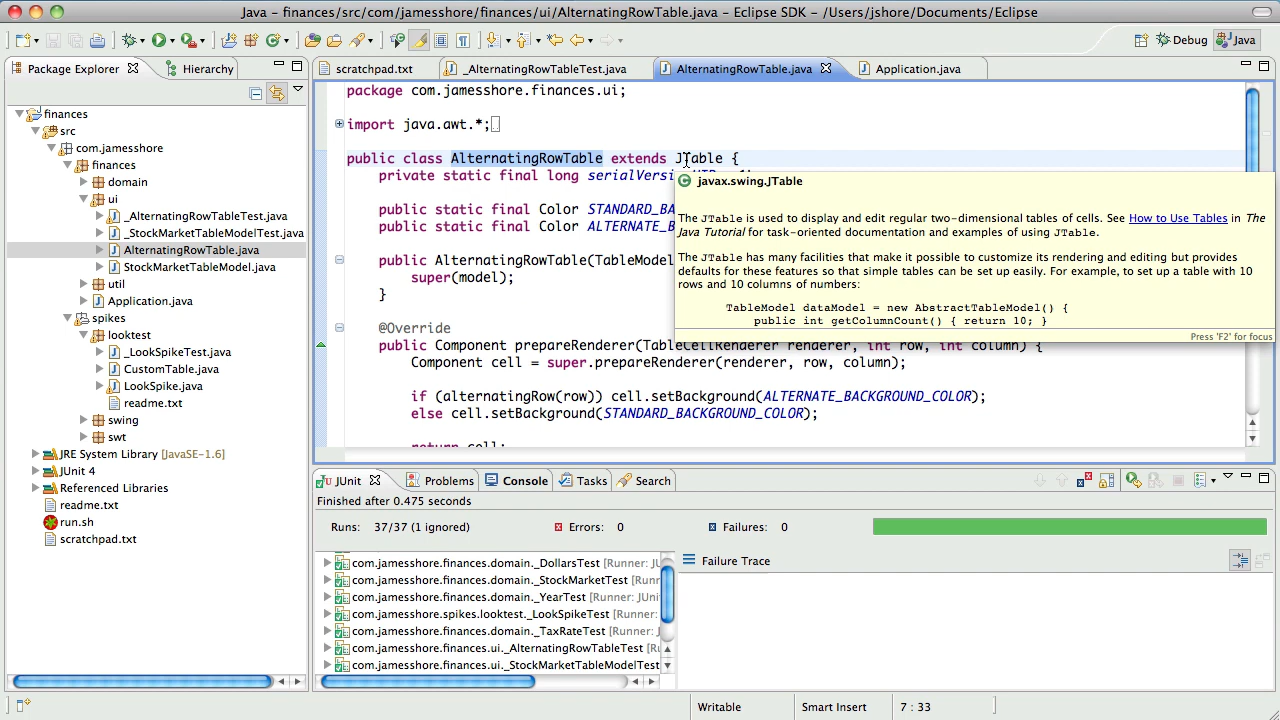 Java – finances/src/com/jamesshore/finances/ui/AlternatingRowTable.java – Eclipse SDK – /Users/jshore/Documents/Eclipse
Debug Java
Package Explorer Hierarchy
scratchpad.txt _AlternatingRowTableTest.java AlternatingRowTable.java Application.java
finances
src
com.jamesshore
finances
domain
ui
_AlternatingRowTableTest.java
_StockMarketTableModelTest.java
AlternatingRowTable.java
StockMarketTableModel.java
util
Application.java
spikes
looktest
_LookSpikeTest.java
CustomTable.java
LookSpike.java
readme.txt
swing
swt
JRE System Library [JavaSE-1.6]
JUnit 4
Referenced Libraries
readme.txt
run.sh
scratchpad.txt
package com.jamesshore.finances.ui;
import java.awt.*;
public class AlternatingRowTable extends JTable {
private static final long serialVersi
public static final Color STANDARD_BA
public static final Color ALTERNATE_B
public AlternatingRowTable(TableModel
super(model);
}
@Override
public Component prepareRenderer(TableCellRenderer renderer, int row, int column) {
Component cell = super.prepareRenderer(renderer, row, column);
if (alternatingRow(row)) cell.setBackground(ALTERNATE_BACKGROUND_COLOR);
else cell.setBackground(STANDARD_BACKGROUND_COLOR);
return cell;
javax.swing.JTable
The JTable is used to display and edit regular two-dimensional tables of cells. See How to Use Tables in The
Java Tutorial for task-oriented documentation and examples of using JTable.
The JTable has many facilities that make it possible to customize its rendering and editing but provides
defaults for these features so that simple tables can be set up easily. For example to set up a table with 10
rows and 10 columns of numbers:
TableModel dataModel = new AbstractTableModel() {
public int getColumnCount() { return 10; }
Press 'F2' for focus
JUnit Problems Console Tasks Search
Finished after 0.475 seconds
Runs: 37/37 (1 ignored) Errors: 0 Failures: 0
com.jamesshore.finances.domain._DollarsTest [Runner: JU
com.jamesshore.finances.domain._StockMarketTest [Runn
com.jamesshore.finances.domain._YearTest [Runner: JUnit
com.jamesshore.spikes.looktest._LookSpikeTest [Runner:
com.jamesshore.finances.domain._TaxRateTest [Runner: J
com.jamesshore.finances.ui._AlternatingRowTableTest [R
com.jamesshore.finances.ui._StockMarketTableModelTest
Failure Trace
Writable Smart Insert 7 : 33